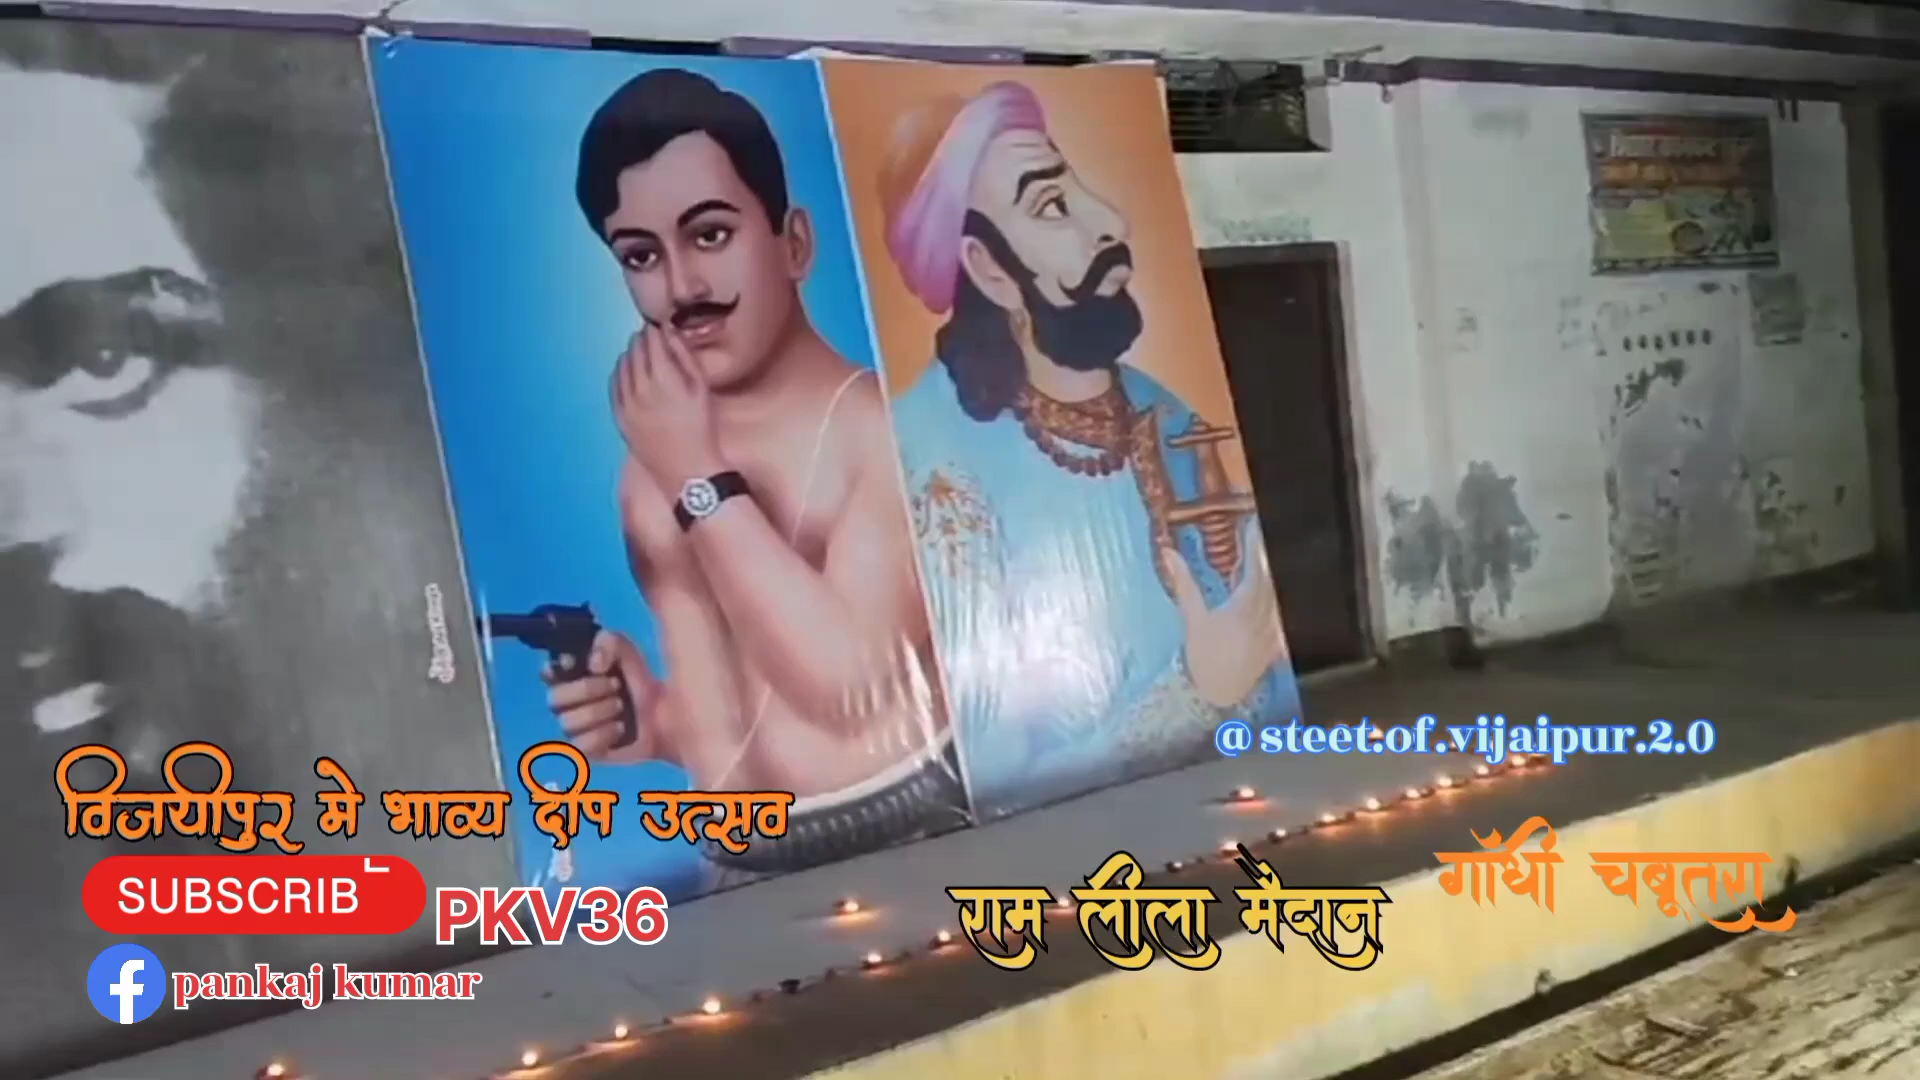 @steet.of.vijaipur.2.0
विजयीपुर मे भाव्य दीप उत्सव
SUBSCRIB
PKV36
राम लीला मैदान
गाँधी चबूतरा
pankaj kumar